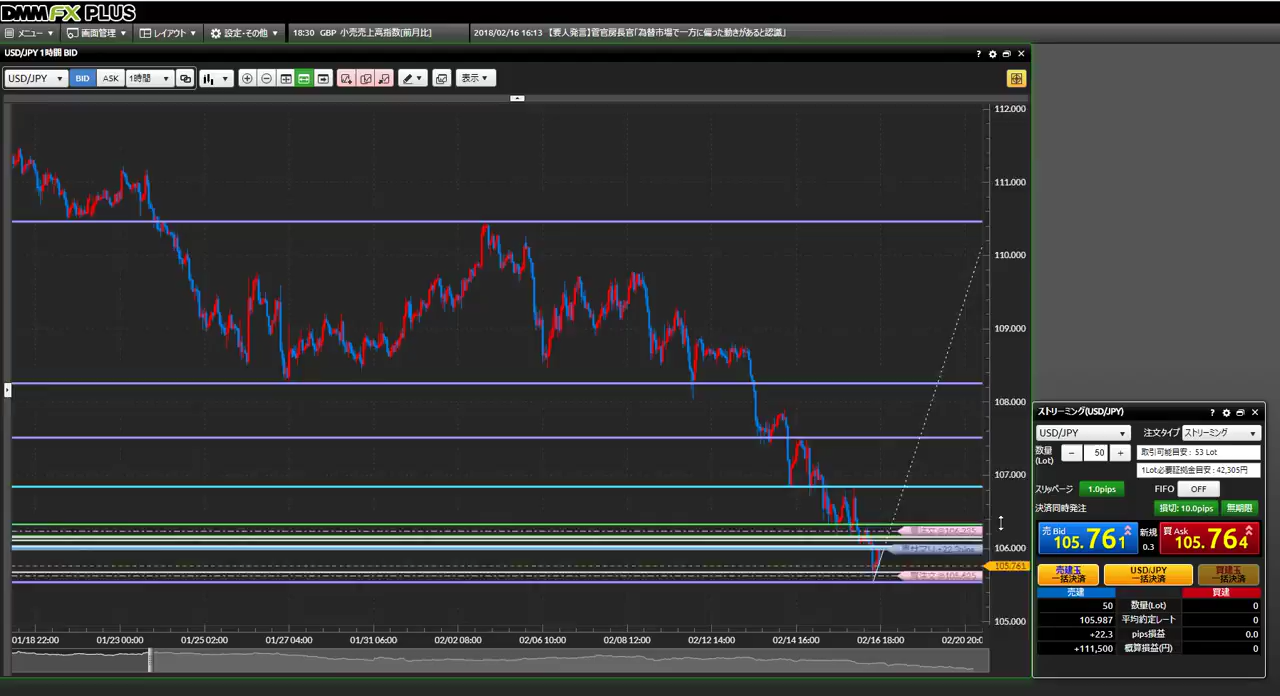 DMMFX PLUS
メニュー 画面管理 レイアウト 設定・その他 18:30 GBP 小売売上高指数[前月比] 2018/02/16 16:13 【要人発言】菅官房長官「為替市場で一方に偏った動きがあると認識」
USD/JPY 1時間 BID
USD/JPY BID ASK 1時間 表示
112.000
111.000
110.000
109.000
108.000
107.000
106.000
105.761
105.000
01/18 22:00 01/23 00:00 01/25 02:00 01/27 04:00 01/31 06:00 02/02 08:00 02/06 10:00 02/08 12:00 02/12 14:00 02/14 16:00 02/16 18:00 02/20 20:0
ストリーミング(USD/JPY)
USD/JPY 注文タイプ ストリーミング
数量(Lot) － 50 ＋ 取引可能目安 : 53 Lot
1Lot必要証拠金目安 : 42,305円
スリッページ 1.0pips FIFO OFF
決済同時発注 損切: 10.0pips 無期限
売 Bid 105.761 新規 0.3 買 Ask 105.764
売建玉一括決済 USD/JPY一括決済 買建玉一括決済
売建 買建
50 数量(Lot) 0
105.987 平均約定レート 0
+22.3 pips損益 0.0
+111,500 概算損益(円) 0